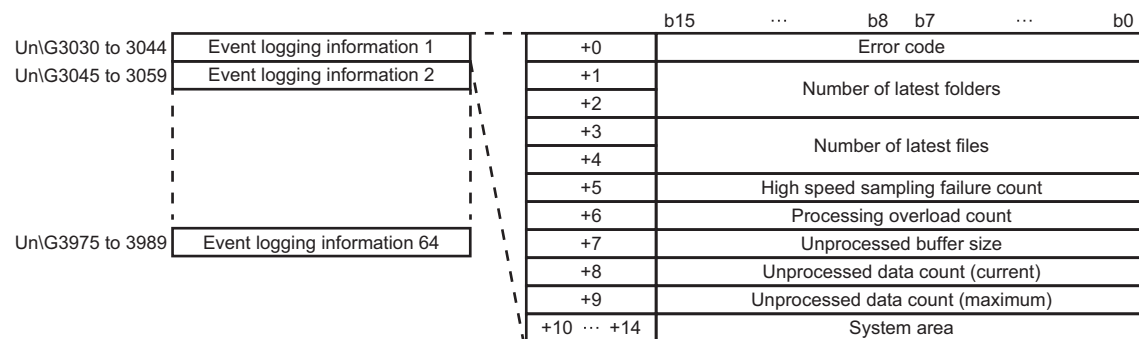 b15 ··· b8 b7 ··· b0
Un\G3030 to 3044 Event logging information 1 +0 Error code
Un\G3045 to 3059 Event logging information 2 +1
Number of latest folders
+2
+3
Number of latest files
+4
+5 High speed sampling failure count
+6 Processing overload count
Un\G3975 to 3989 Event logging information 64 +7 Unprocessed buffer size
+8 Unprocessed data count (current)
+9 Unprocessed data count (maximum)
+10 ··· +14 System area